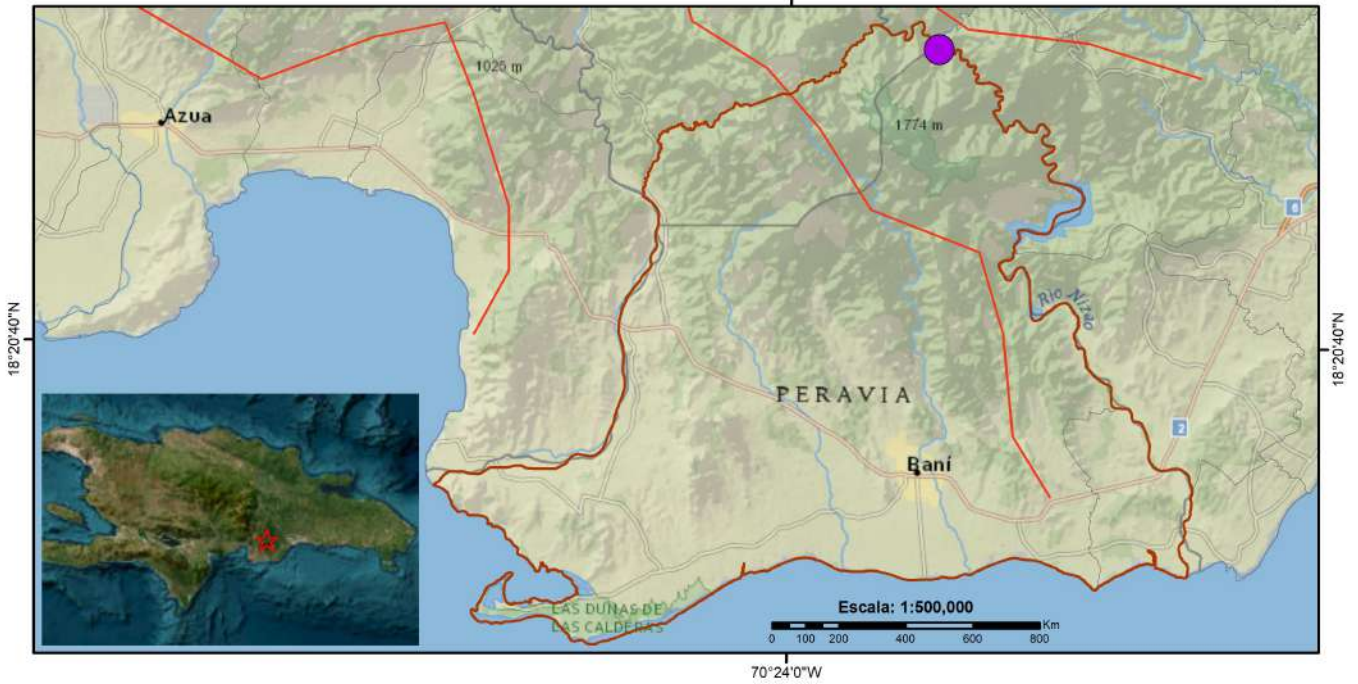 1025 m
Azua
1774 m
6
Río Nizao
18°20'40"N
18°20'40"N
PERAVIA
2
Baní
LAS DUNAS DE
LAS CALDERAS
Escala: 1:500,000
Km
0 100 200 400 600 800
70°24'0"W